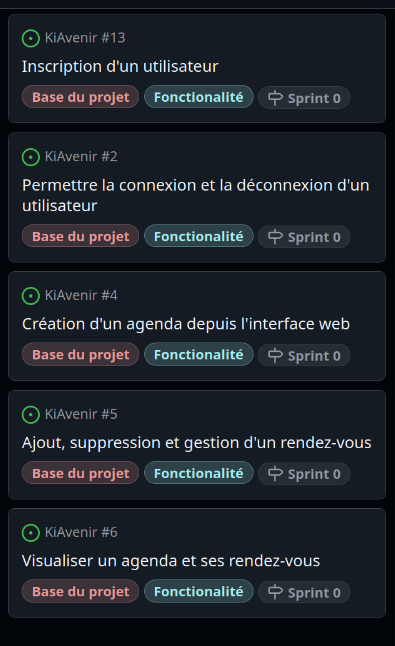 KiAvenir #13
Inscription d'un utilisateur
Base du projet Fonctionalité Sprint 0
KiAvenir #2
Permettre la connexion et la déconnexion d'un
utilisateur
Base du projet Fonctionalité Sprint 0
KiAvenir #4
Création d'un agenda depuis l'interface web
Base du projet Fonctionalité Sprint 0
KiAvenir #5
Ajout, suppression et gestion d'un rendez-vous
Base du projet Fonctionalité Sprint 0
KiAvenir #6
Visualiser un agenda et ses rendez-vous
Base du projet Fonctionalité Sprint 0